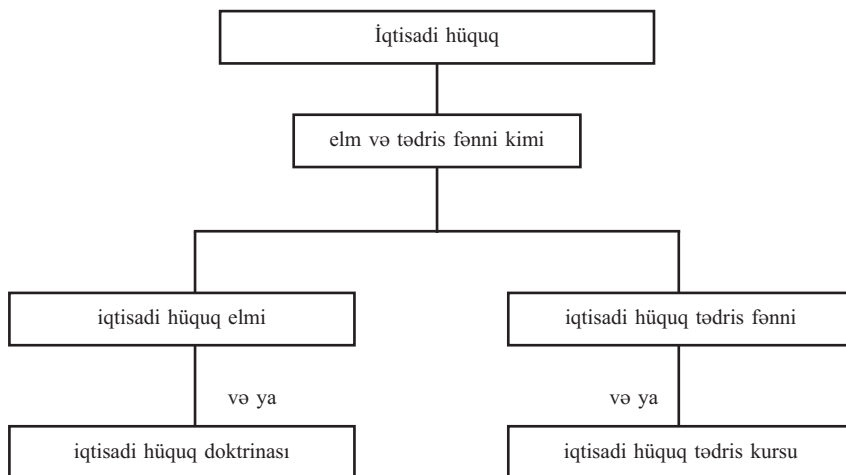 İqtisadi hüquq
elm və tədris fənni kimi
iqtisadi hüquq elmi
iqtisadi hüquq tədris fənni
və ya
və ya
iqtisadi hüquq doktrinası
iqtisadi hüquq tədris kursu